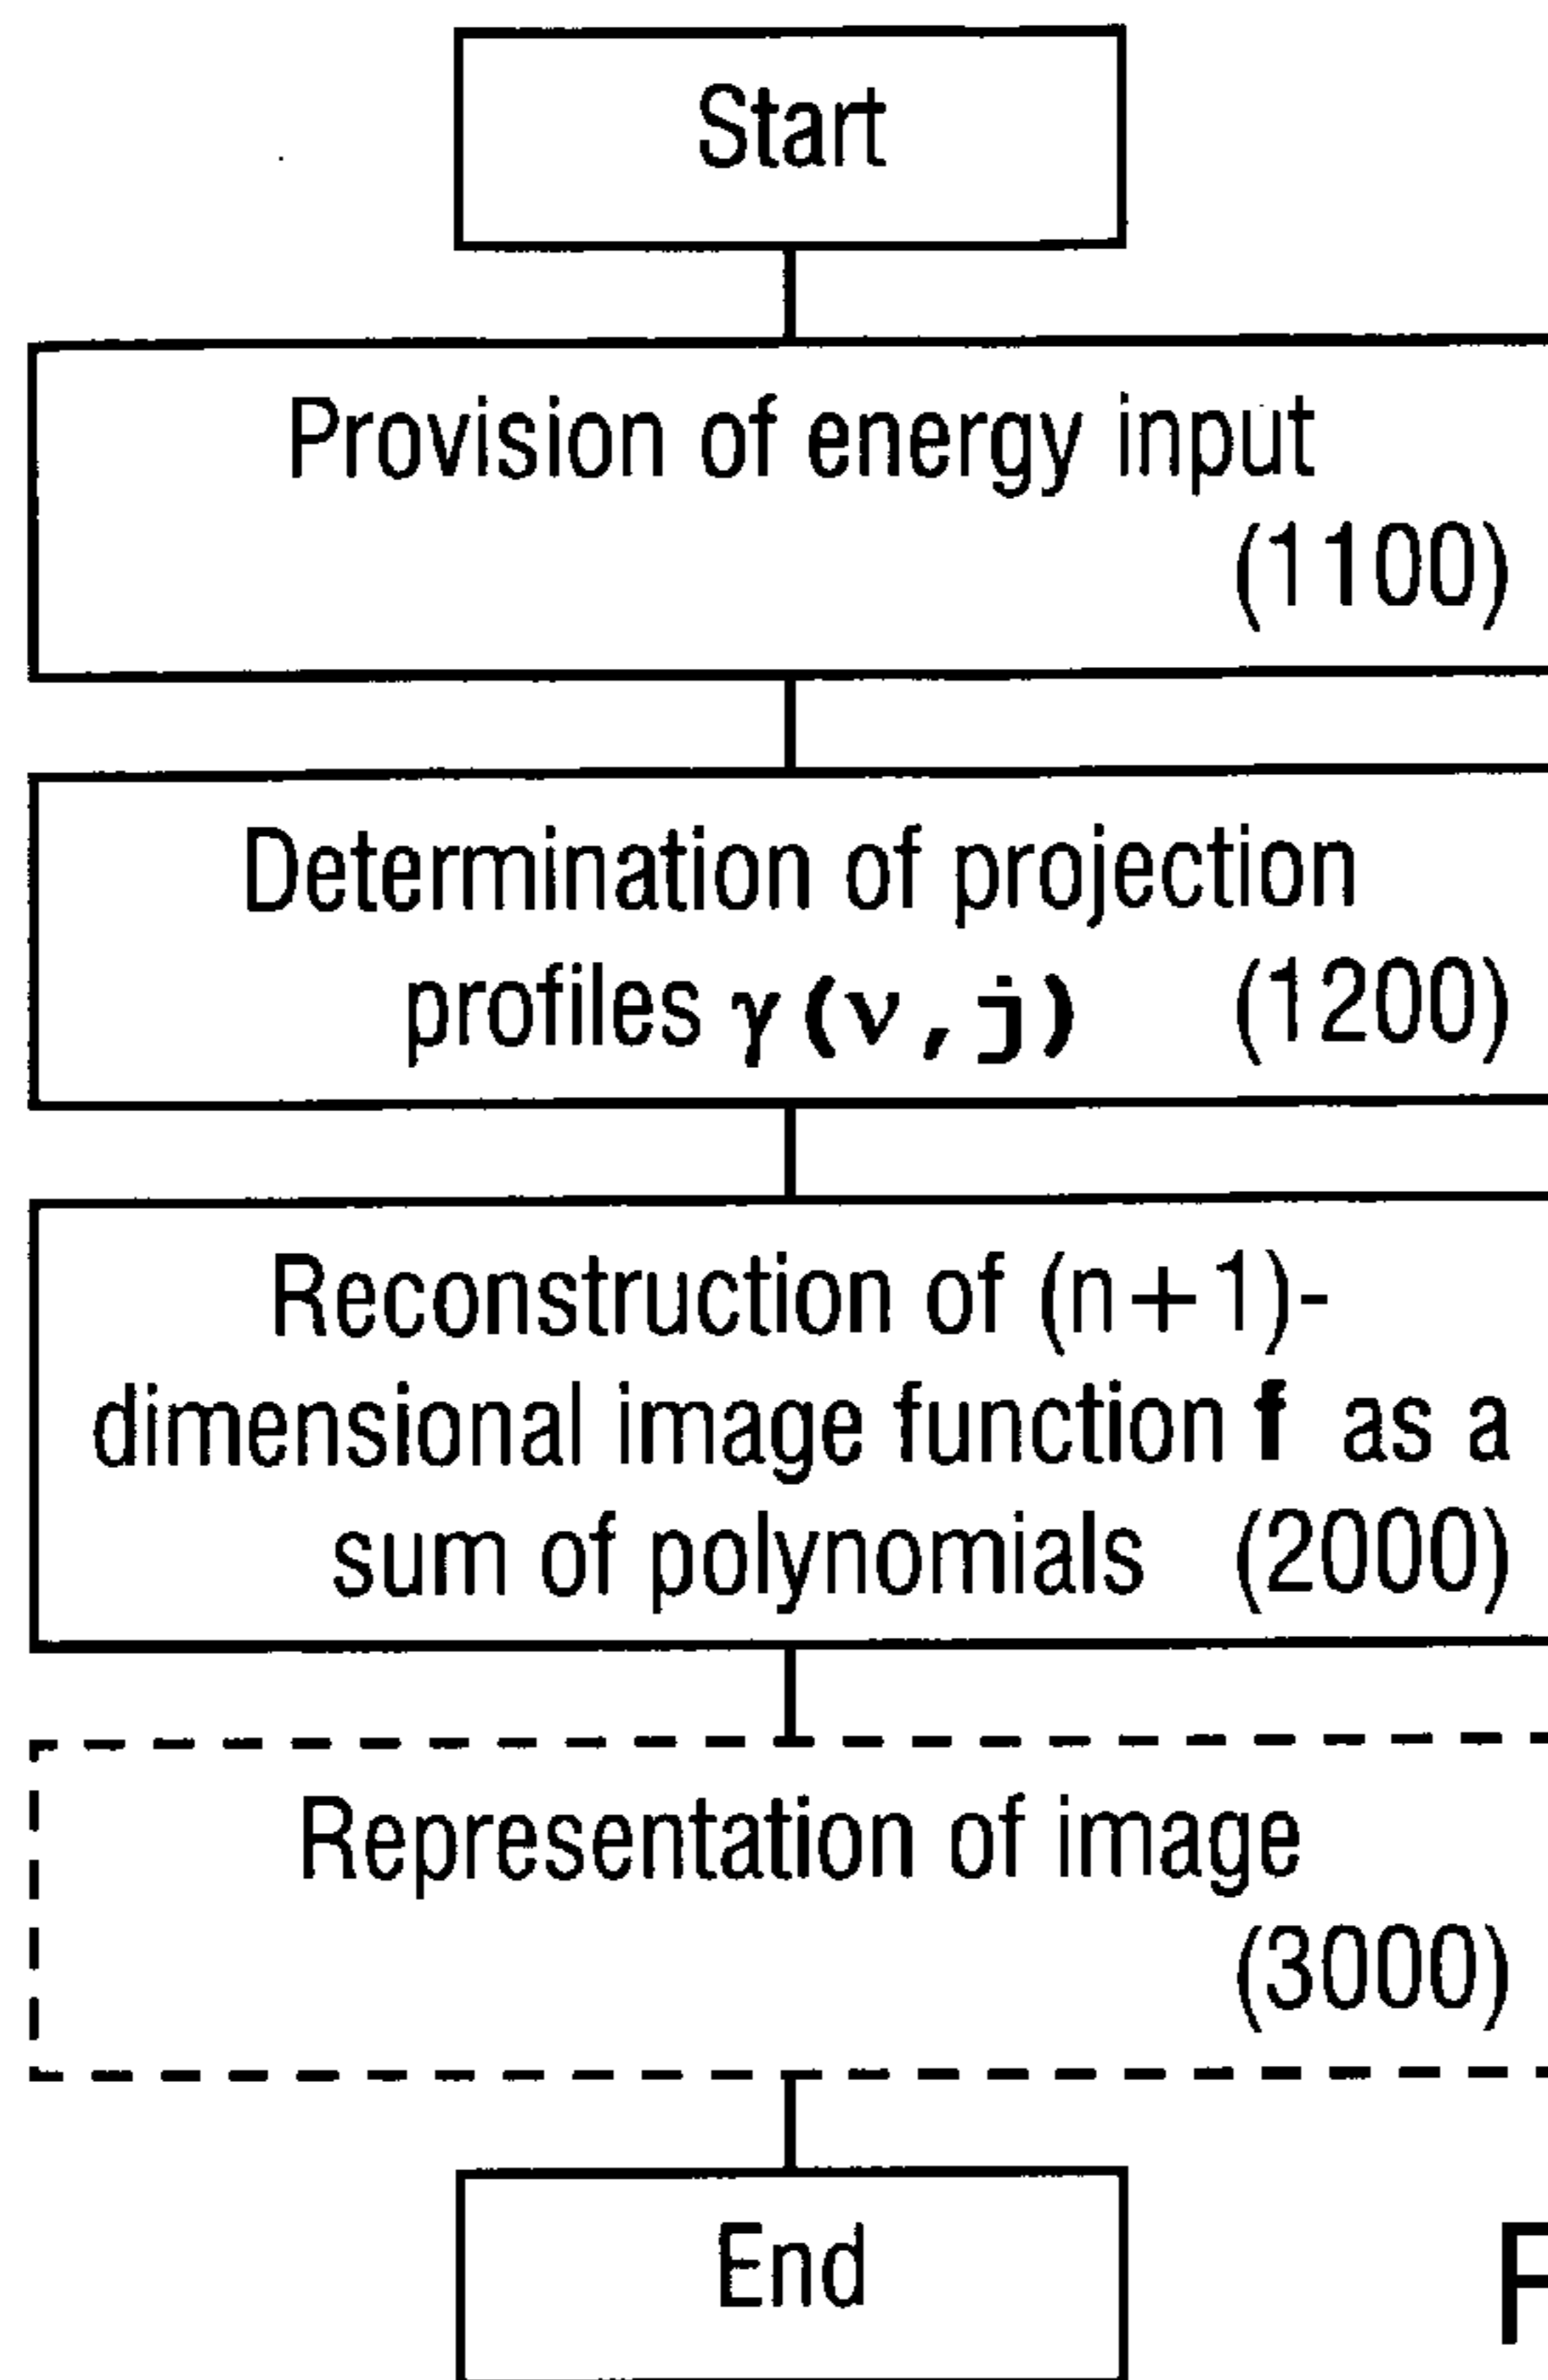 Start
Provision of energy input
(1100)
Determination of projection
profiles γ(ν,j) (1200)
Reconstruction of (n+1)-
dimensional image function f as a
sum of polynomials (2000)
Representation of image
(3000)
End